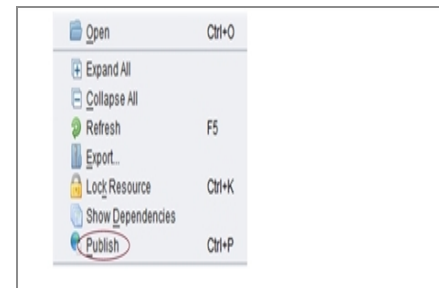 Open Ctrl+O
Expand All
Collapse All
Refresh F5
Export...
Lock Resource Ctrl+K
Show Dependencies
Publish Ctrl+P